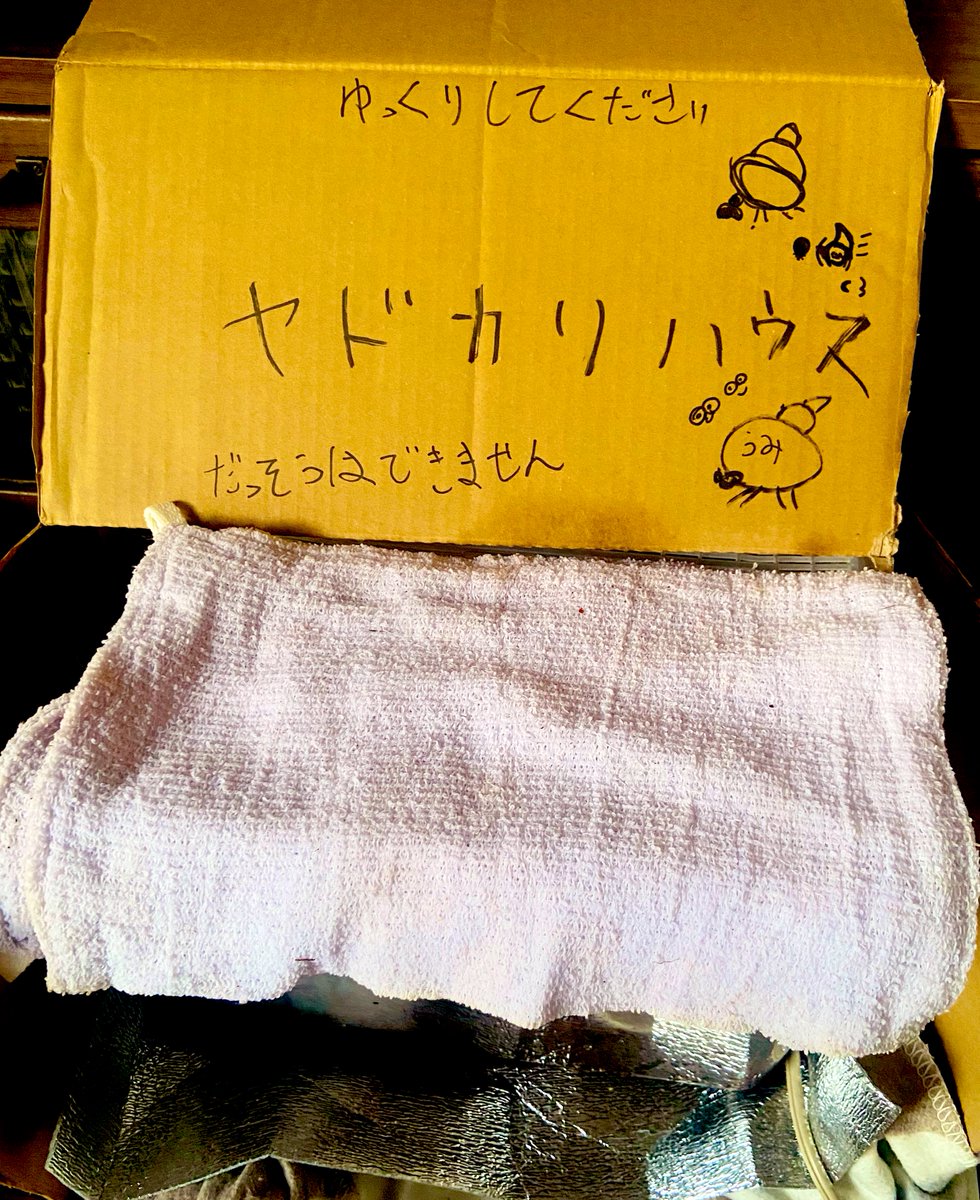 ゆっくりしてください
ヤドカリハウス
うみ
だっそうはできません